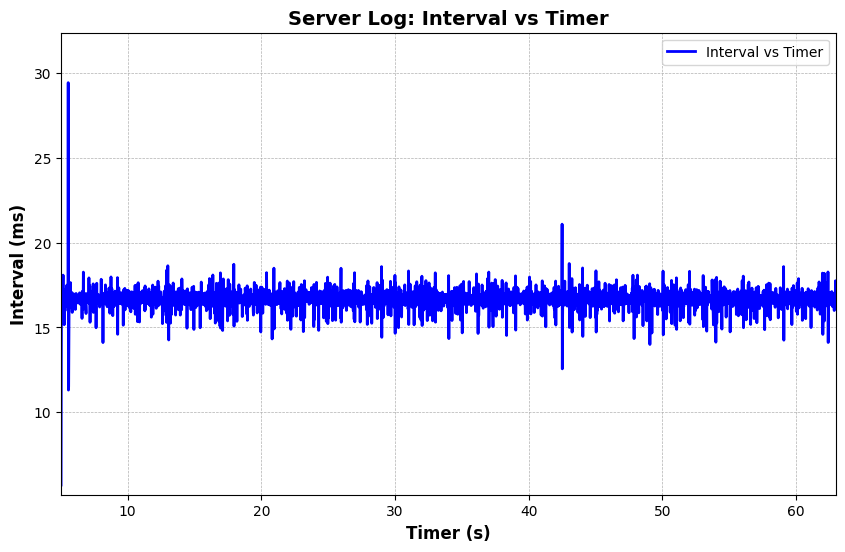 Server Log: Interval vs Timer
Interval vs Timer
Interval (ms)
30
25
20
15
10
10 20 30 40 50 60
Timer (s)